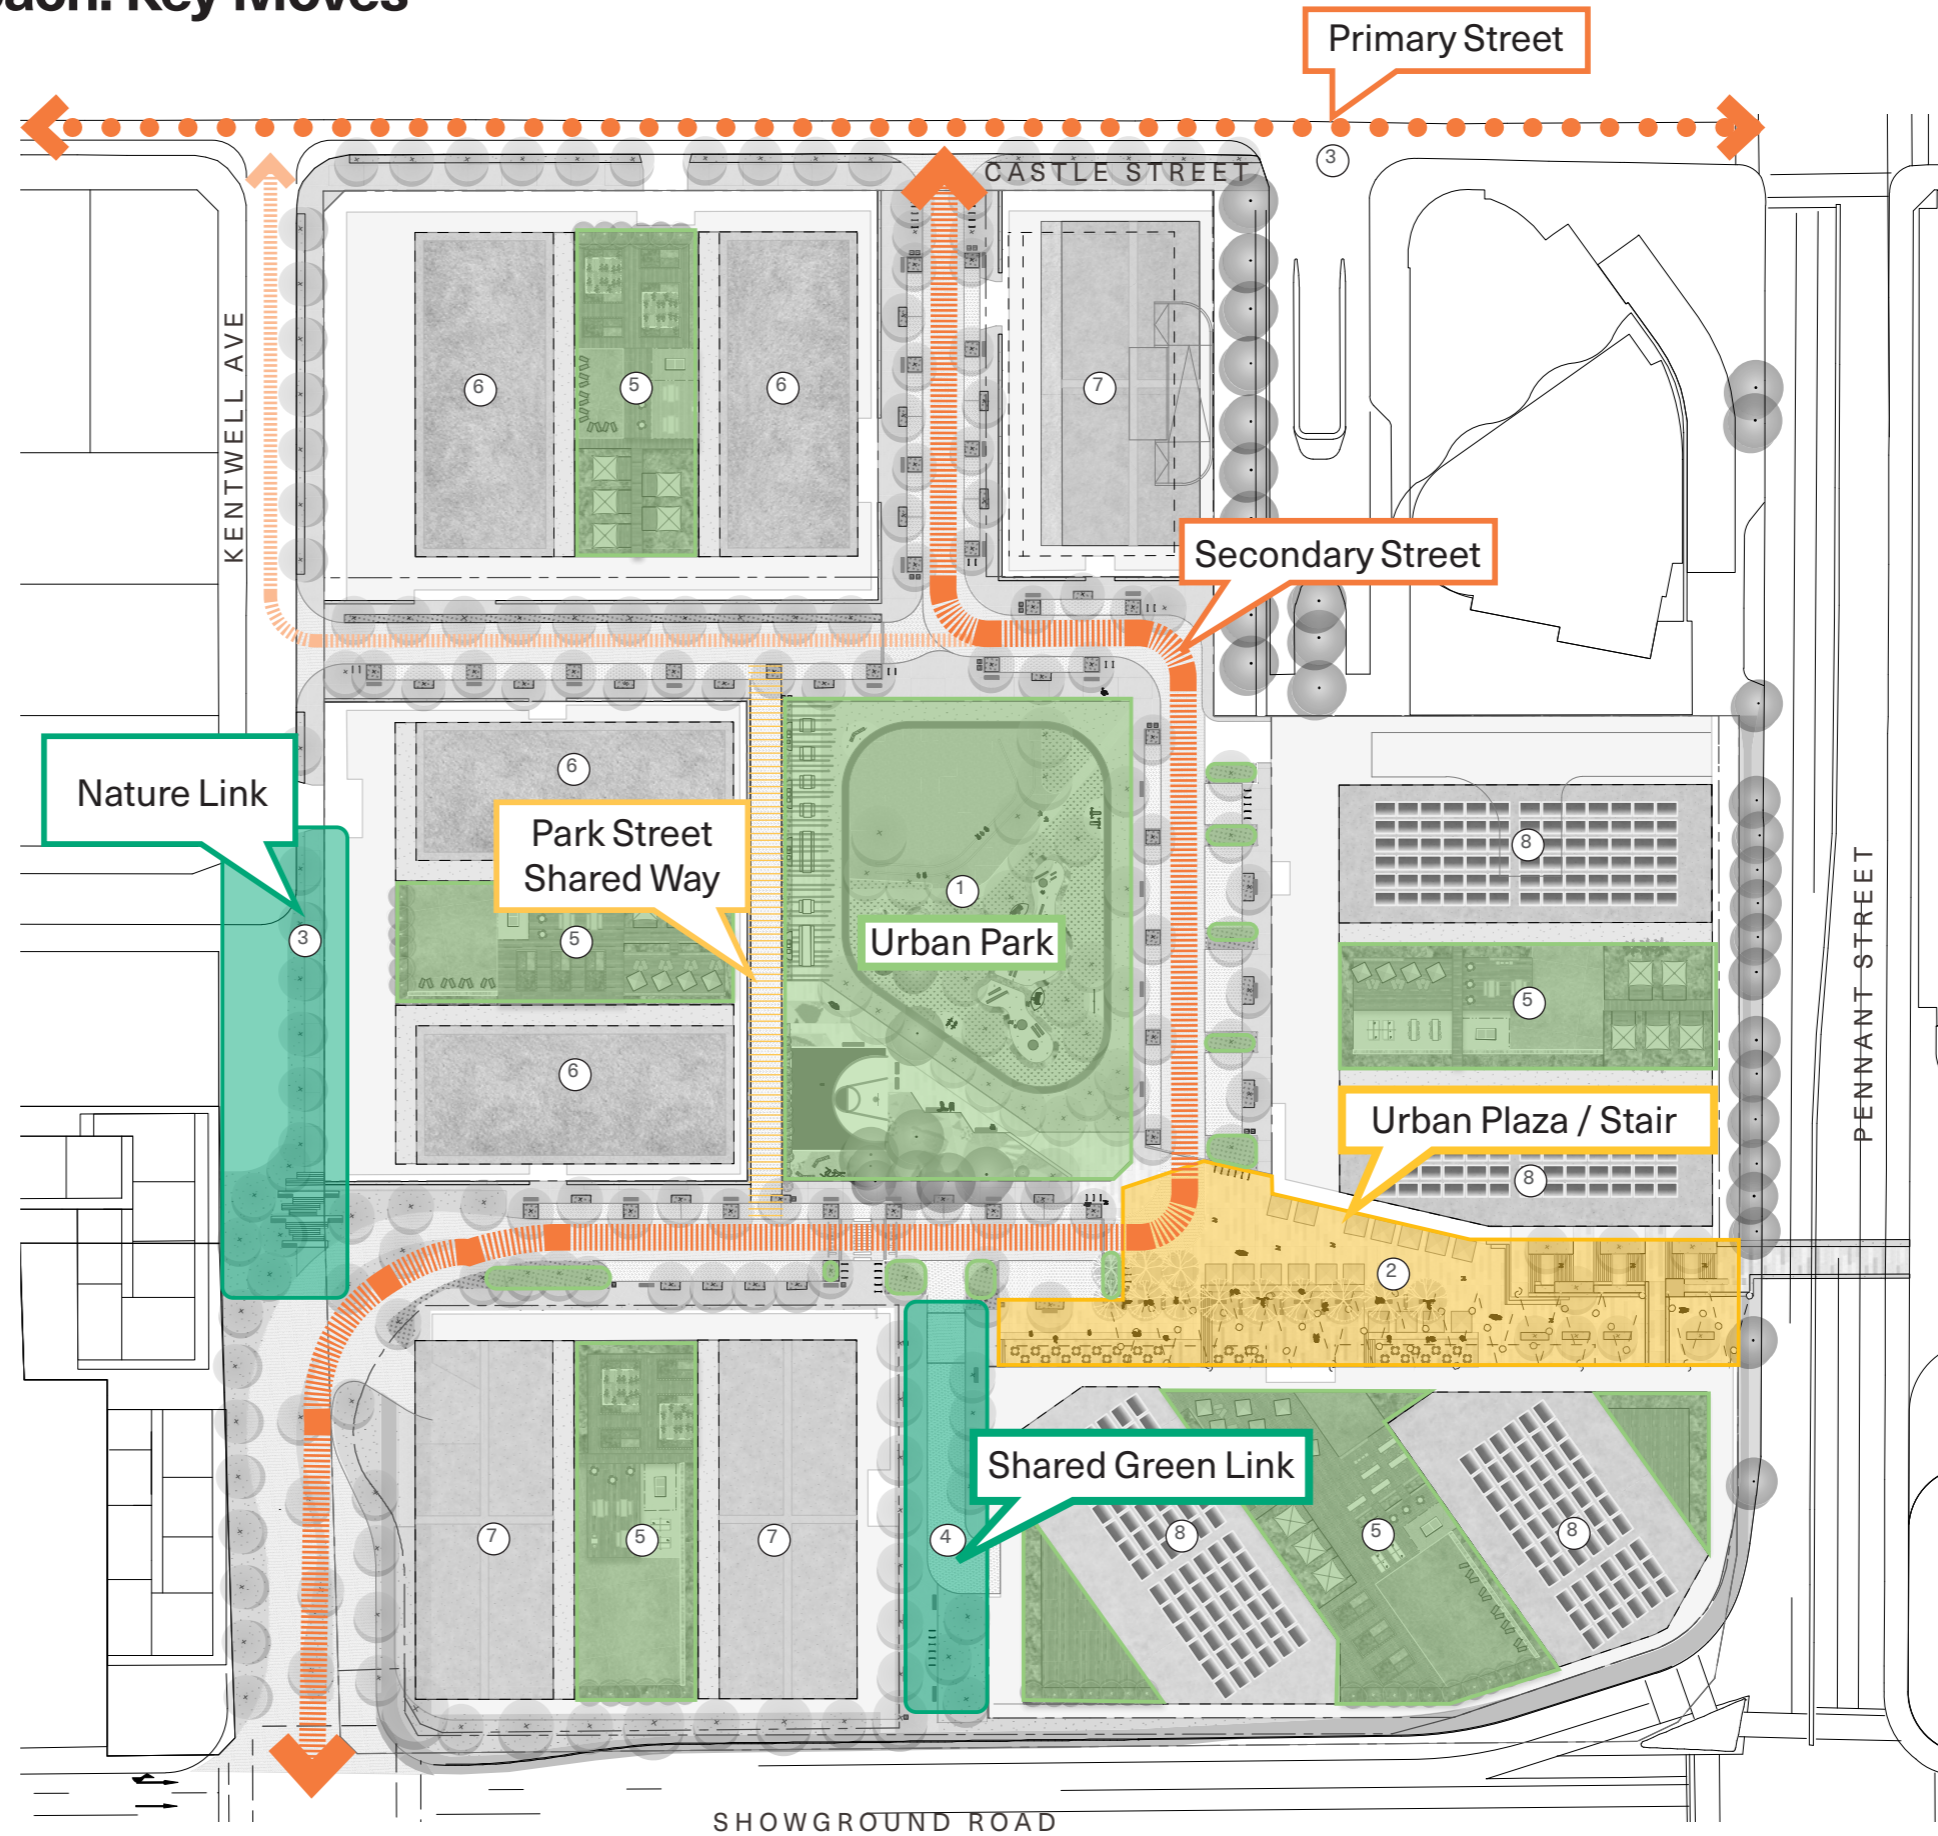 Key Moves
Primary Street
3
CASTLE STREET
KENTWELL AVE
6
5
6
7
Secondary Street
Nature Link
6
Park Street
Shared Way
8
1
Urban Park
3
5
5
PENNANT STREET
6
Urban Plaza / Stair
8
2
Shared Green Link
7
5
7
4
8
5
8
SHOWGROUND ROAD